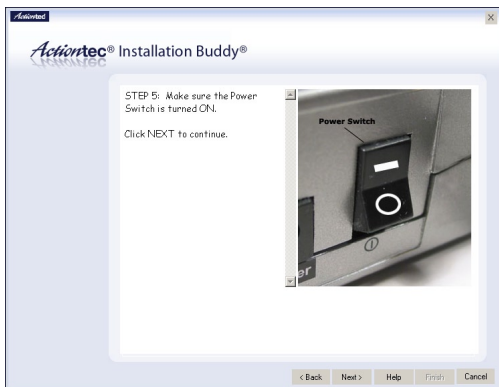 Actiontec
Actiontec® Installation Buddy®
STEP 5: Make sure the Power
Switch is turned ON.
Click NEXT to continue.
Power Switch
er
< Back Next > Help Finish Cancel